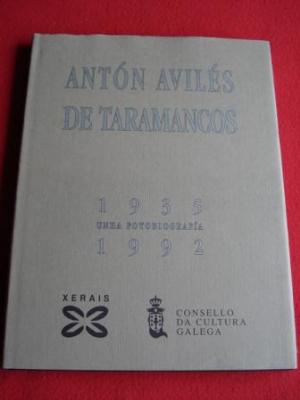 ANTÓN AVILÉS
DE TARAMANCOS
1935
UNHA FOTOBIOGRAFÍA
1992
XERAIS
CONSELLO
DA CULTURA
GALEGA